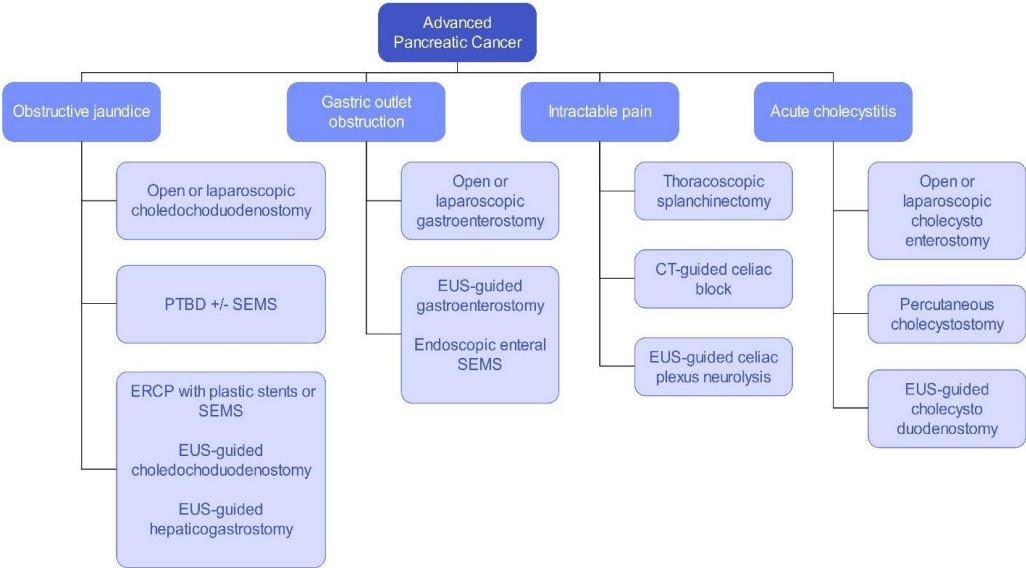 Advanced
Pancreatic Cancer
Obstructive jaundice
Open or laparoscopic
choledochoduodenostomy
PTBD +/- SEMS
ERCP with plastic stents or
SEMS
EUS-guided
choledochoduodenostomy
EUS-guided
hepaticogastrostomy
Gastric outlet
obstruction
Open or
laparoscopic
gastroenterostomy
EUS-guided
gastroenterostomy
Endoscopic enteral
SEMS
Intractable pain
Thoracoscopic
splanchinectomy
CT-guided celiac
block
EUS-guided celiac
plexus neurolysis
Acute cholecystitis
Open or
laparoscopic
cholecysto
enterostomy
Percutaneous
cholecystostomy
EUS-guided
cholecysto
duodenostomy